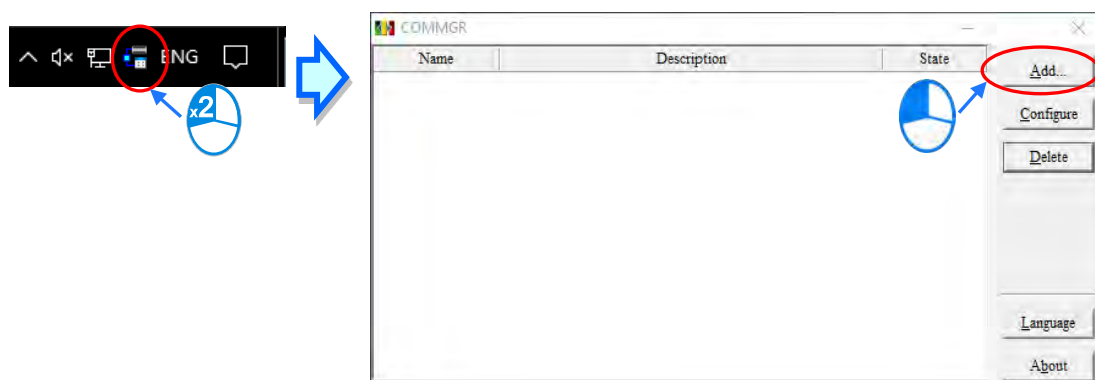 ENG
x2
COMMGR
Name Description State
Add...
Configure
Delete
Language
About